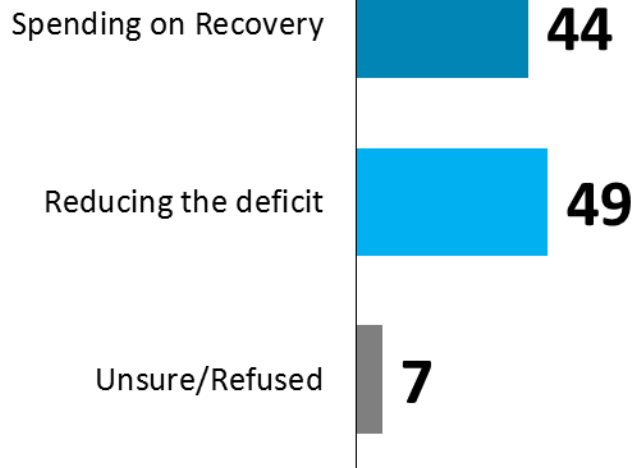 Spending on Recovery 44
Reducing the deficit 49
Unsure/Refused 7